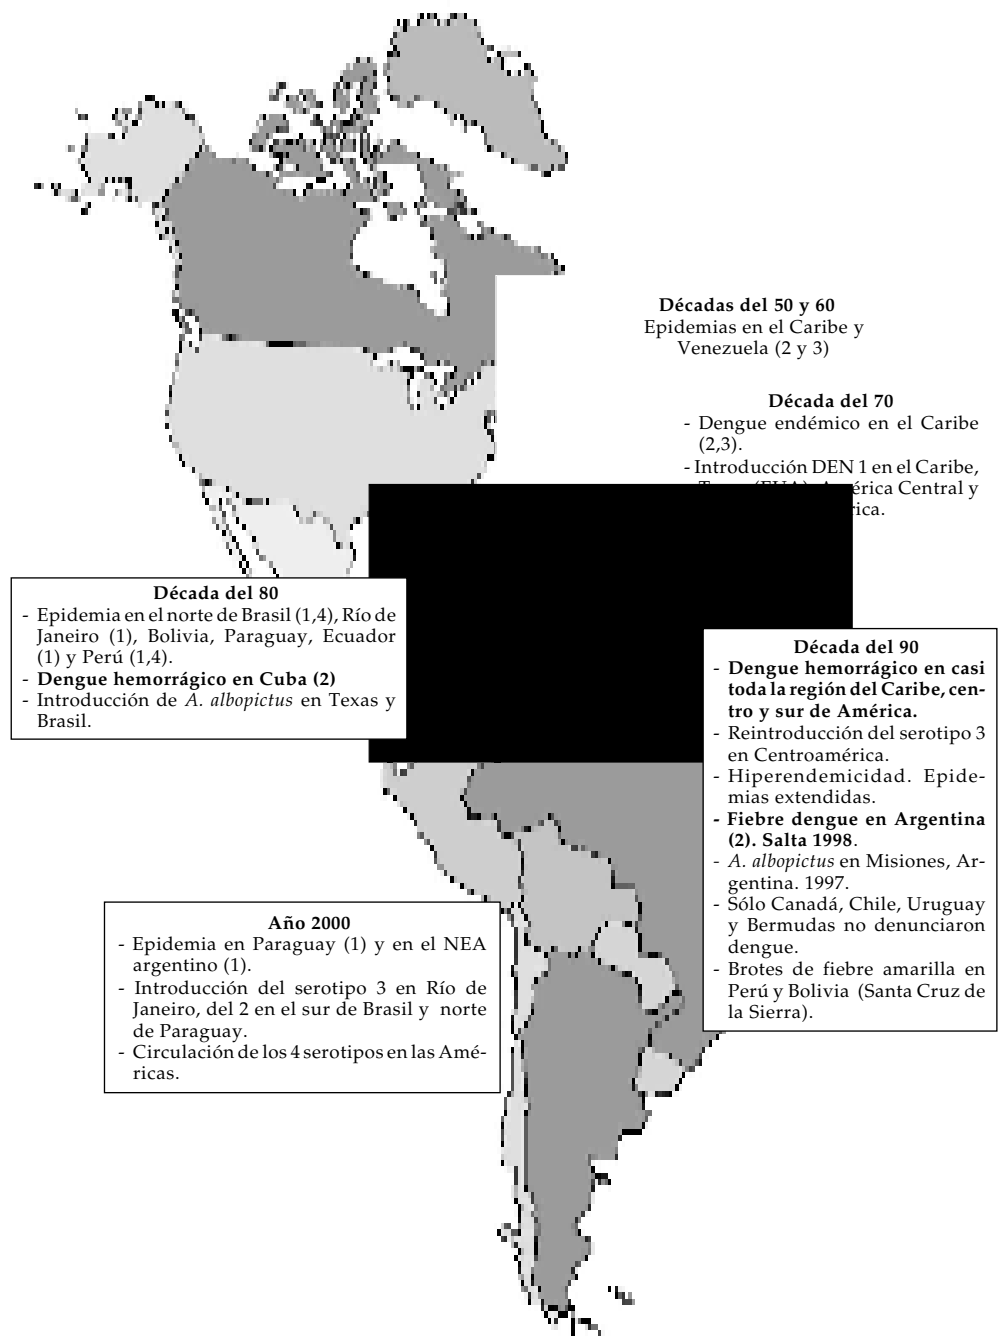 Décadas del 50 y 60
Epidemias en el Caribe y
Venezuela (2 y 3)
Década del 70
- Dengue endémico en el Caribe
(2,3).
- Introducción DEN 1 en el Caribe,
Central y
Década del 80
- Epidemia en el norte de Brasil (1,4), Río de
Janeiro (1), Bolivia, Paraguay, Ecuador
(1) y Perú (1,4).
- Dengue hemorrágico en Cuba (2)
- Introducción de A. albopictus en Texas y
Brasil.
Década del 90
- Dengue hemorrágico en casi
toda la región del Caribe, cen-
tro y sur de América.
- Reintroducción del serotipo 3
en Centroamérica.
- Hiperendemicidad. Epide-
mias extendidas.
- Fiebre dengue en Argentina
(2). Salta 1998.
- A. albopictus en Misiones, Ar-
gentina. 1997.
- Sólo Canadá, Chile, Uruguay
y Bermudas no denunciaron
dengue.
- Brotes de fiebre amarilla en
Perú y Bolivia (Santa Cruz de
la Sierra).
Año 2000
- Epidemia en Paraguay (1) y en el NEA
argentino (1).
- Introducción del serotipo 3 en Río de
Janeiro, del 2 en el sur de Brasil y norte
de Paraguay.
- Circulación de los 4 serotipos en las Amé-
ricas.